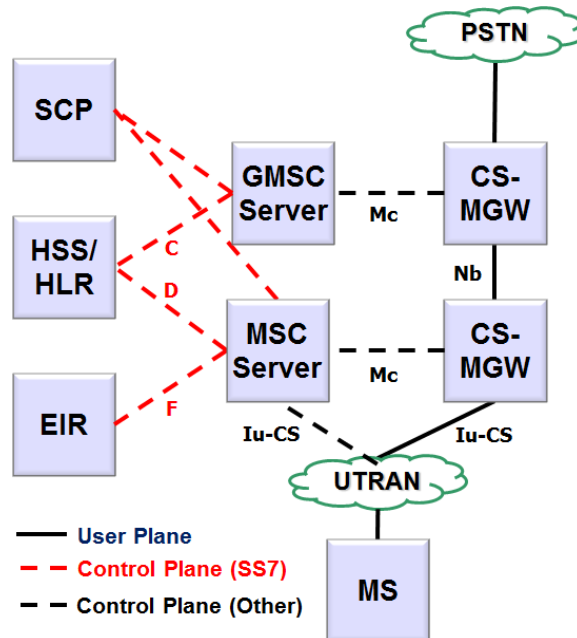 PSTN
SCP
GMSC
Server
CS-
MGW
Mc
C
HSS/
HLR
D
Nb
MSC
Server
CS-
MGW
Mc
EIR
F
Iu-CS
Iu-CS
UTRAN
User Plane
Control Plane (SS7)
Control Plane (Other)
MS